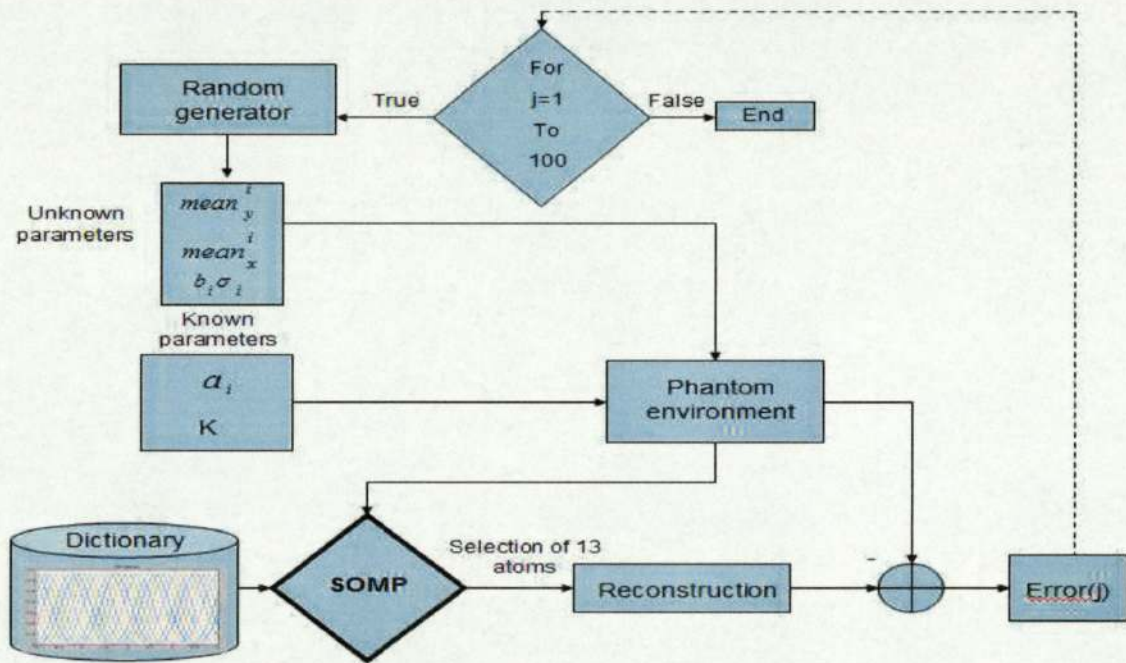 For
j=1
To
100
True
False
End
Random
generator
Unknown
parameters
mean_y^i
mean_x^i
b_i σ_i
Known
parameters
a_i
K
Phantom
environment
Dictionary
SOMP
Selection of 13
atoms
Reconstruction
-
Error(j)